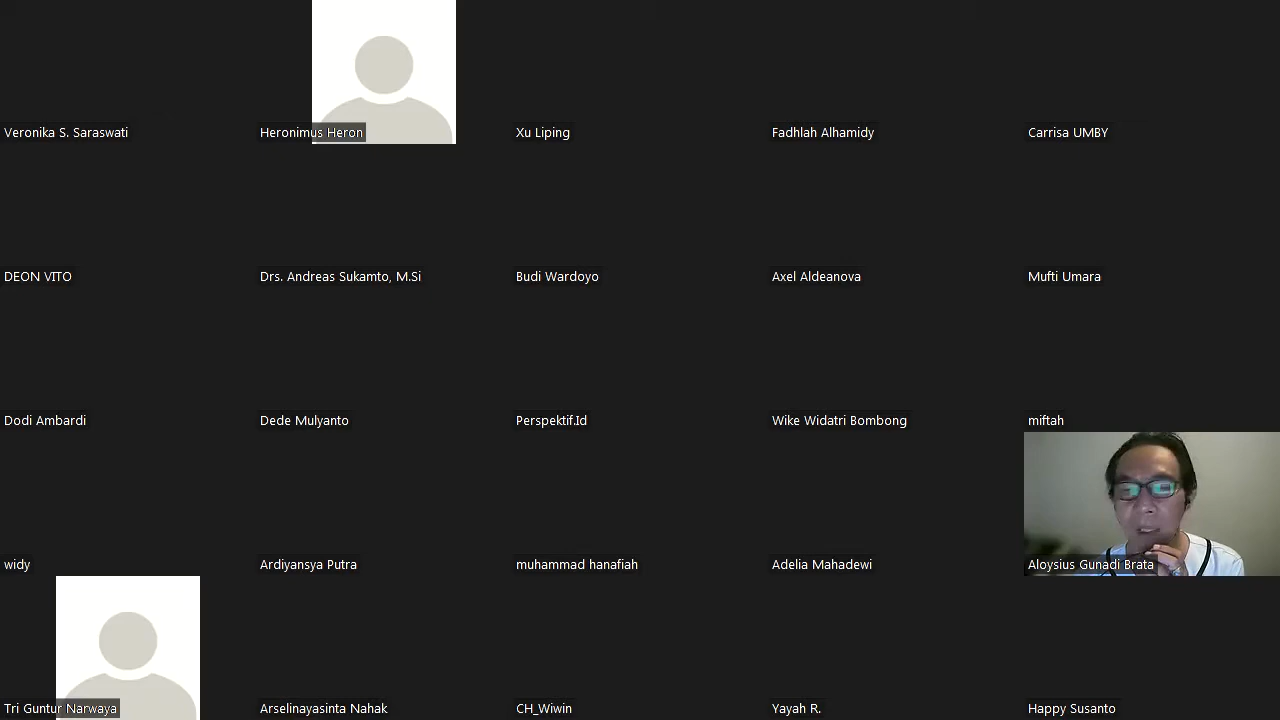 Veronika S. Saraswati
Heronimus Heron
Xu Liping
Fadhlah Alhamidy
Carrisa UMBY
DEON VITO
Drs. Andreas Sukamto, M.Si
Budi Wardoyo
Axel Aldeanova
Mufti Umara
Dodi Ambardi
Dede Mulyanto
Perspektif.Id
Wike Widatri Bombong
miftah
widy
Ardiyansya Putra
muhammad hanafiah
Adelia Mahadewi
Aloysius Gunadi Brata
Tri Guntur Narwaya
Arselinayasinta Nahak
CH_Wiwin
Yayah R.
Happy Susanto